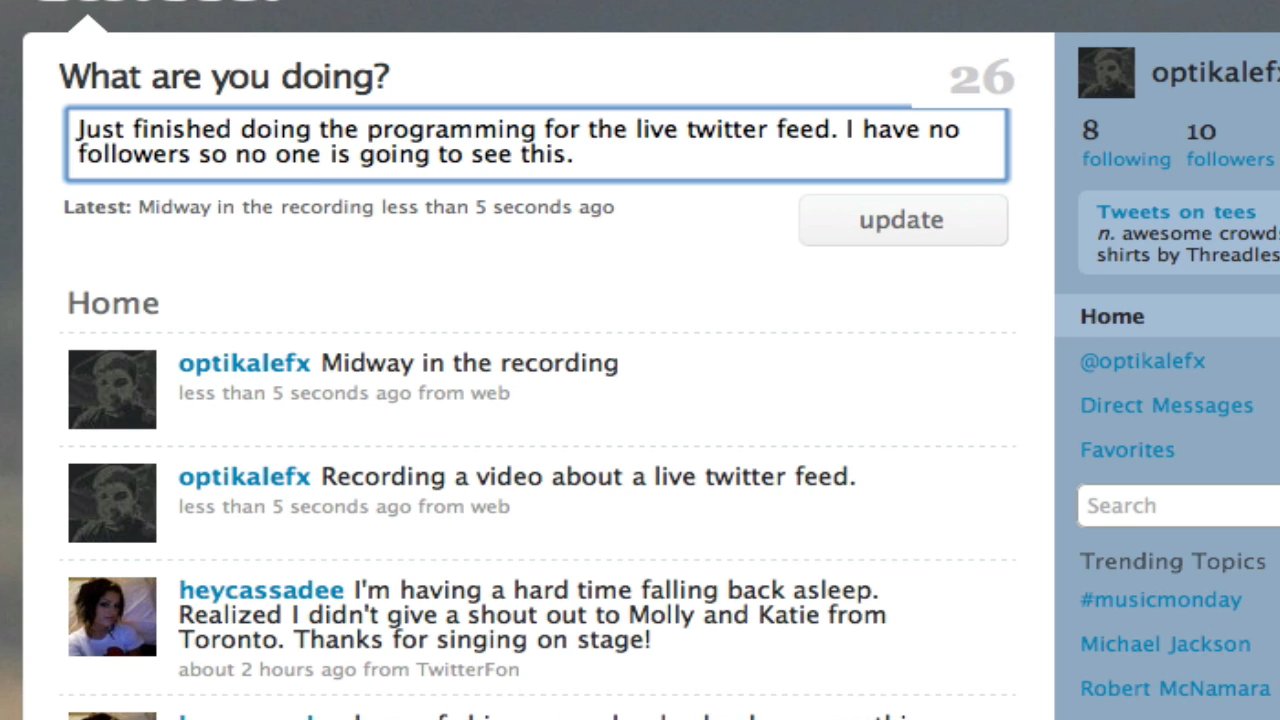 What are you doing?
26
Just finished doing the programming for the live twitter feed. I have no
followers so no one is going to see this.
Latest: Midway in the recording less than 5 seconds ago
update
Home
optikalefx Midway in the recording
less than 5 seconds ago from web
optikalefx Recording a video about a live twitter feed.
less than 5 seconds ago from web
heycassadee I'm having a hard time falling back asleep.
Realized I didn't give a shout out to Molly and Katie from
Toronto. Thanks for singing on stage!
about 2 hours ago from TwitterFon
optikalefx
8
10
following
followers
Tweets on tees
n. awesome crowds
shirts by Threadles
Home
@optikalefx
Direct Messages
Favorites
Search
Trending Topics
#musicmonday
Michael Jackson
Robert McNamara